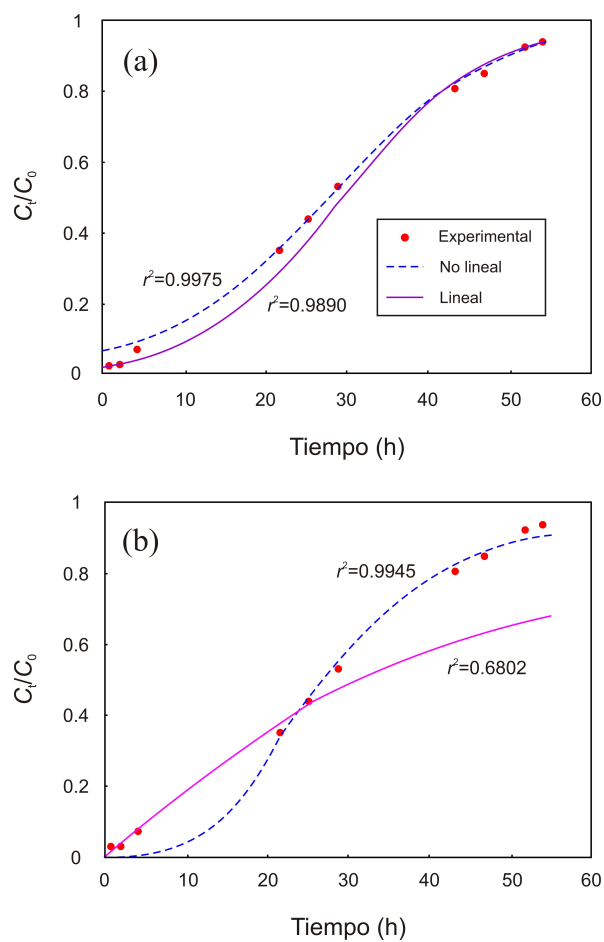 1
(a)
0.8
0.6
Cₜ/C₀
0.4
Experimental
No lineal
r²=0.9975
Lineal
0.2
r²=0.9890
0
0 10 20 30 40 50 60
Tiempo (h)
1
(b)
r²=0.9945
0.8
0.6
r²=0.6802
Cₜ/C₀
0.4
0.2
0
0 10 20 30 40 50 60
Tiempo (h)